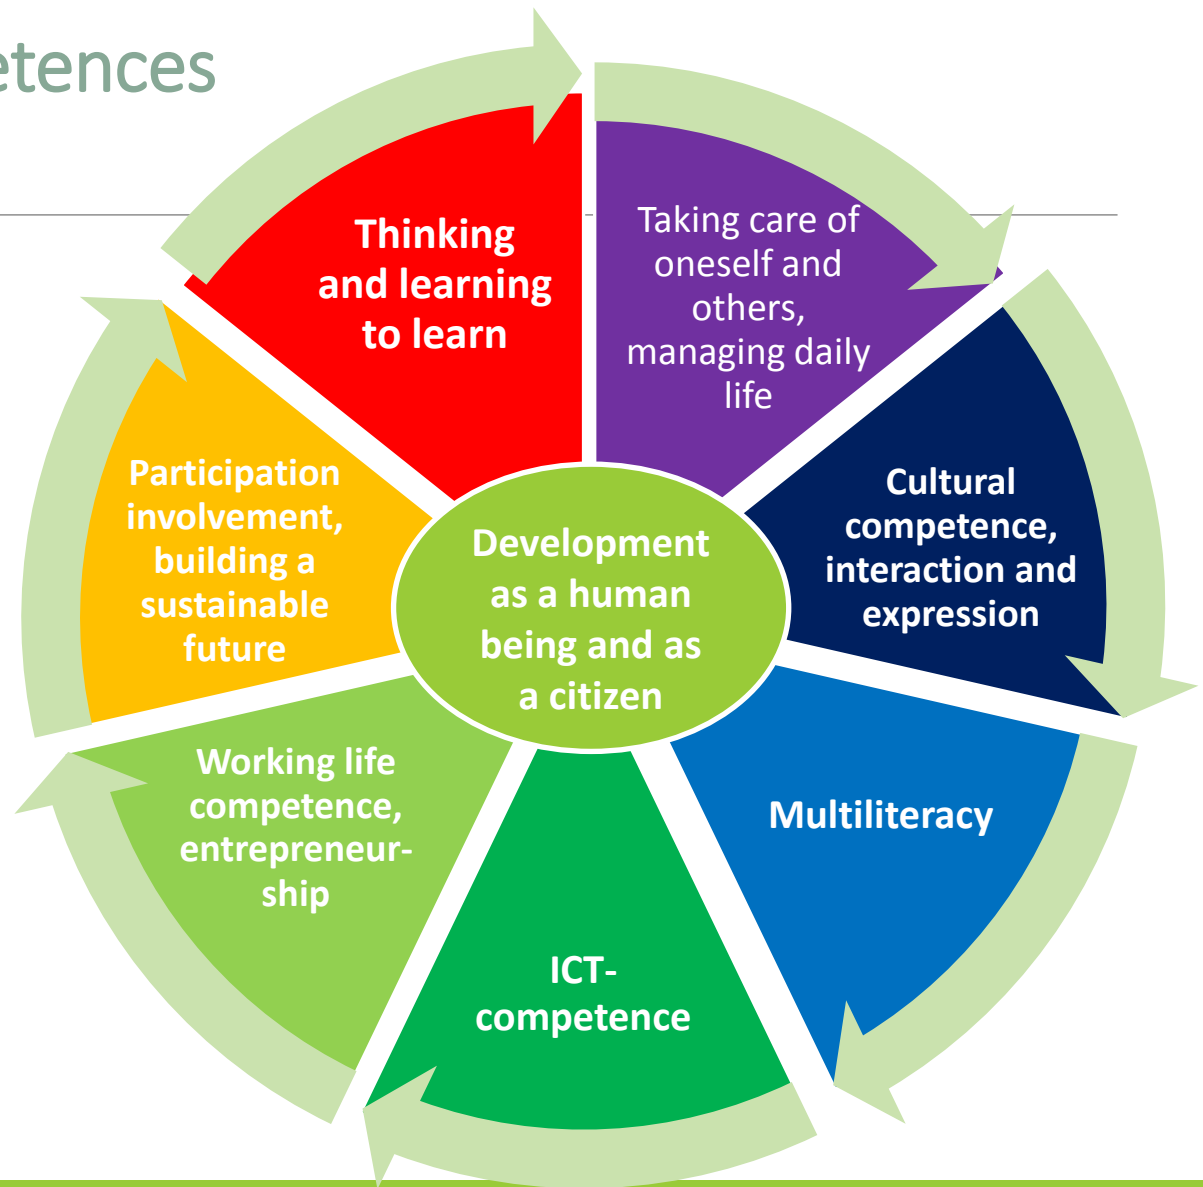 etences
Thinking
and learning
to learn
Taking care of
oneself and
others,
managing daily
life
Cultural
competence,
interaction and
expression
Multiliteracy
ICT-
competence
Working life
competence,
entrepreneur-
ship
Participation
involvement,
building a
sustainable
future
Development
as a human
being and as
a citizen